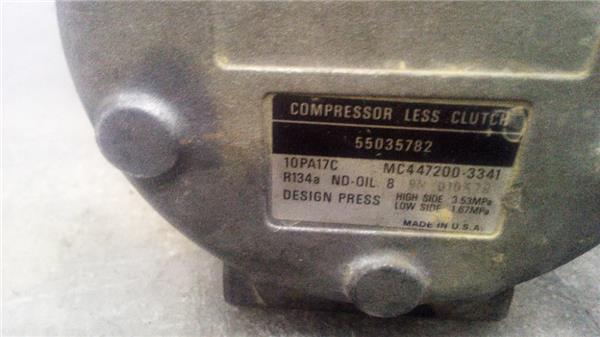 COMPRESSOR LESS CLUTCH
55035782
10PA17C MC447200-3341
R134a ND-OIL 8
DESIGN PRESS HIGH SIDE 3.53MPa
LOW SIDE 1.67MPa
MADE IN U.S.A.